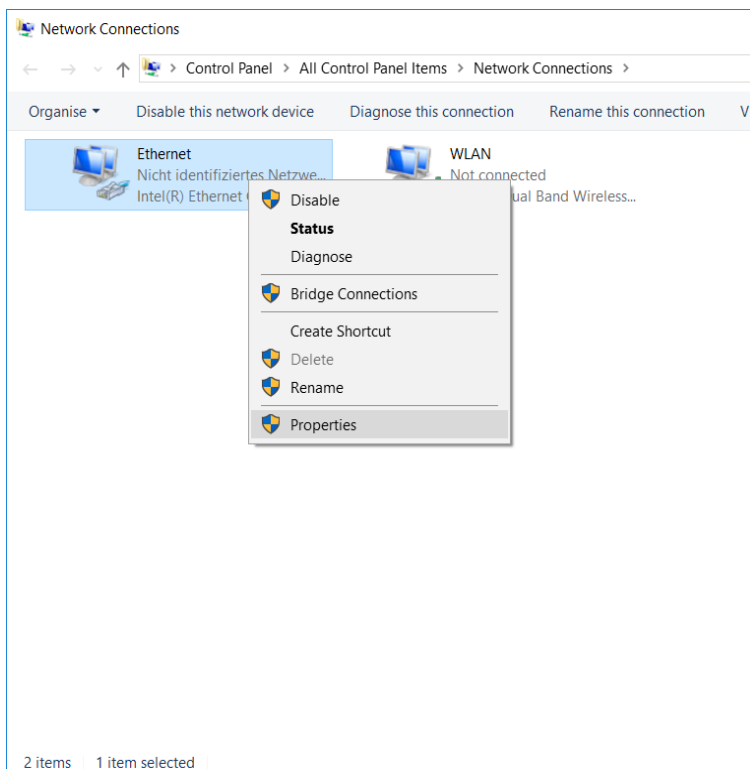 Network Connections
Control Panel > All Control Panel Items > Network Connections >
Organise Disable this network device Diagnose this connection Rename this connection
Ethernet
Nicht identifiziertes Netzwe...
Intel(R) Ethernet
WLAN
Not connected
Band Wireless...
Disable
Status
Diagnose
Bridge Connections
Create Shortcut
Delete
Rename
Properties
2 items 1 item selected